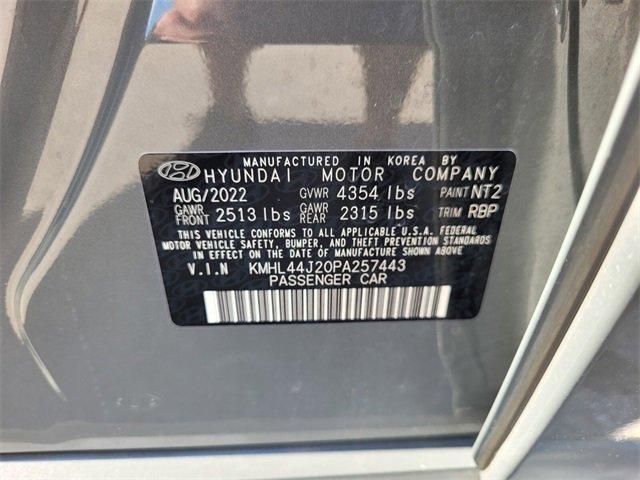 MANUFACTURED IN KOREA BY
HYUNDAI MOTOR COMPANY
AUG/2022 GVWR 4354 lbs PAINT NT2
GAWR FRONT 2513 lbs GAWR REAR 2315 lbs TRIM RBP
THIS VEHICLE CONFORMS TO ALL APPLICABLE U.S.A. FEDERAL
MOTOR VEHICLE SAFETY, BUMPER, AND THEFT PREVENTION STANDARDS
IN EFFECT ON THE DATE OF MANUFACTURE SHOWN ABOVE
V.I.N KMHL44J20PA257443
PASSENGER CAR